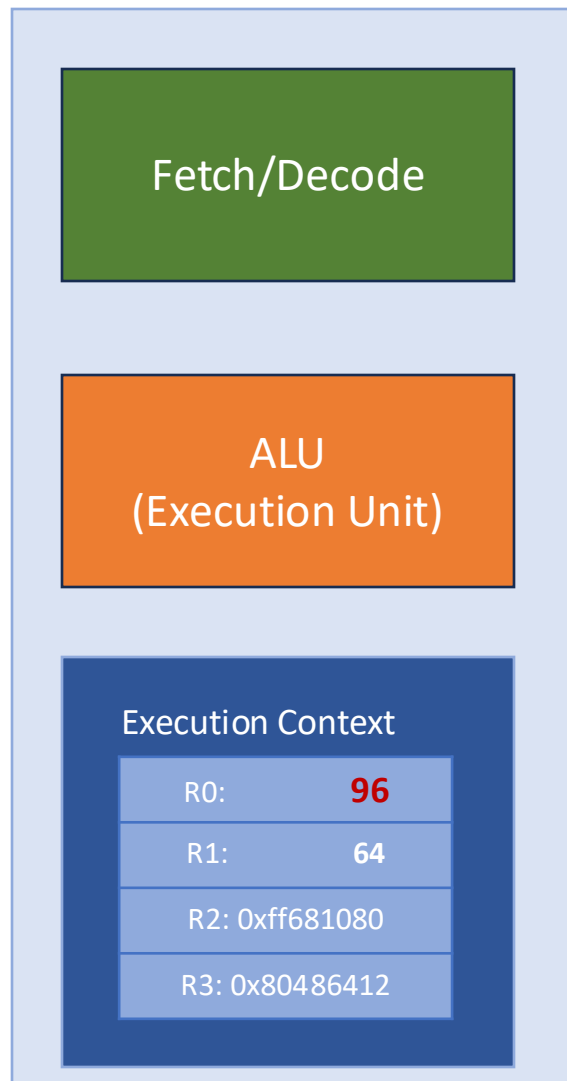 Fetch/Decode
ALU
(Execution Unit)
Execution Context
R0: 96
R1: 64
R2: 0xff681080
R3: 0x80486412